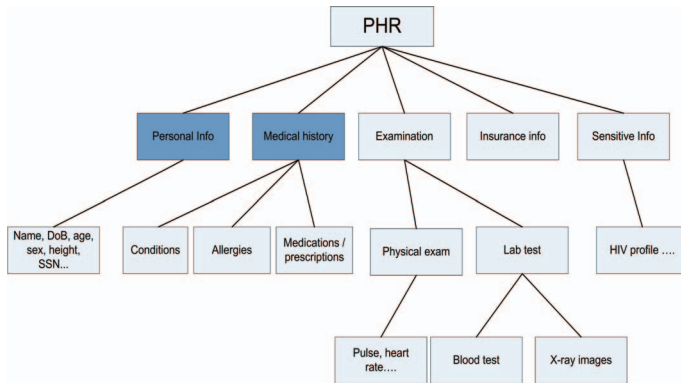 PHR
Personal Info
Medical history
Examination
Insurance info
Sensitive Info
Name, DoB, age,
sex, height,
SSN...
Conditions
Allergies
Medications /
prescriptions
Physical exam
Lab test
HIV profile ....
Pulse, heart
rate....
Blood test
X-ray images